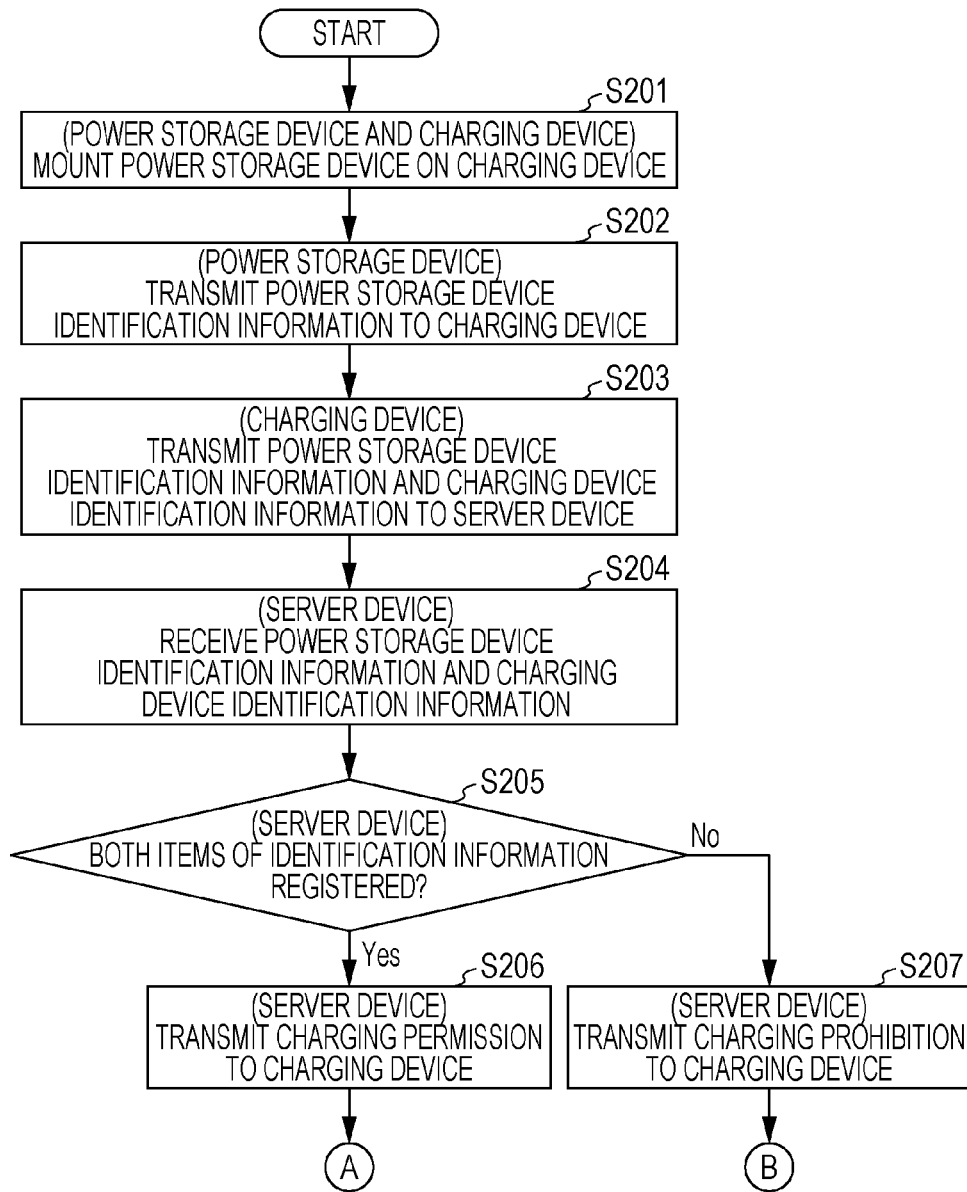 START
S201
(POWER STORAGE DEVICE AND CHARGING DEVICE)
MOUNT POWER STORAGE DEVICE ON CHARGING DEVICE
S202
(POWER STORAGE DEVICE)
TRANSMIT POWER STORAGE DEVICE
IDENTIFICATION INFORMATION TO CHARGING DEVICE
S203
(CHARGING DEVICE)
TRANSMIT POWER STORAGE DEVICE
IDENTIFICATION INFORMATION AND CHARGING DEVICE
IDENTIFICATION INFORMATION TO SERVER DEVICE
S204
(SERVER DEVICE)
RECEIVE POWER STORAGE DEVICE
IDENTIFICATION INFORMATION AND CHARGING
DEVICE IDENTIFICATION INFORMATION
S205
(SERVER DEVICE)
BOTH ITEMS OF IDENTIFICATION INFORMATION
REGISTERED?
No
Yes
S206
(SERVER DEVICE)
TRANSMIT CHARGING PERMISSION
TO CHARGING DEVICE
S207
(SERVER DEVICE)
TRANSMIT CHARGING PROHIBITION
TO CHARGING DEVICE
A
B